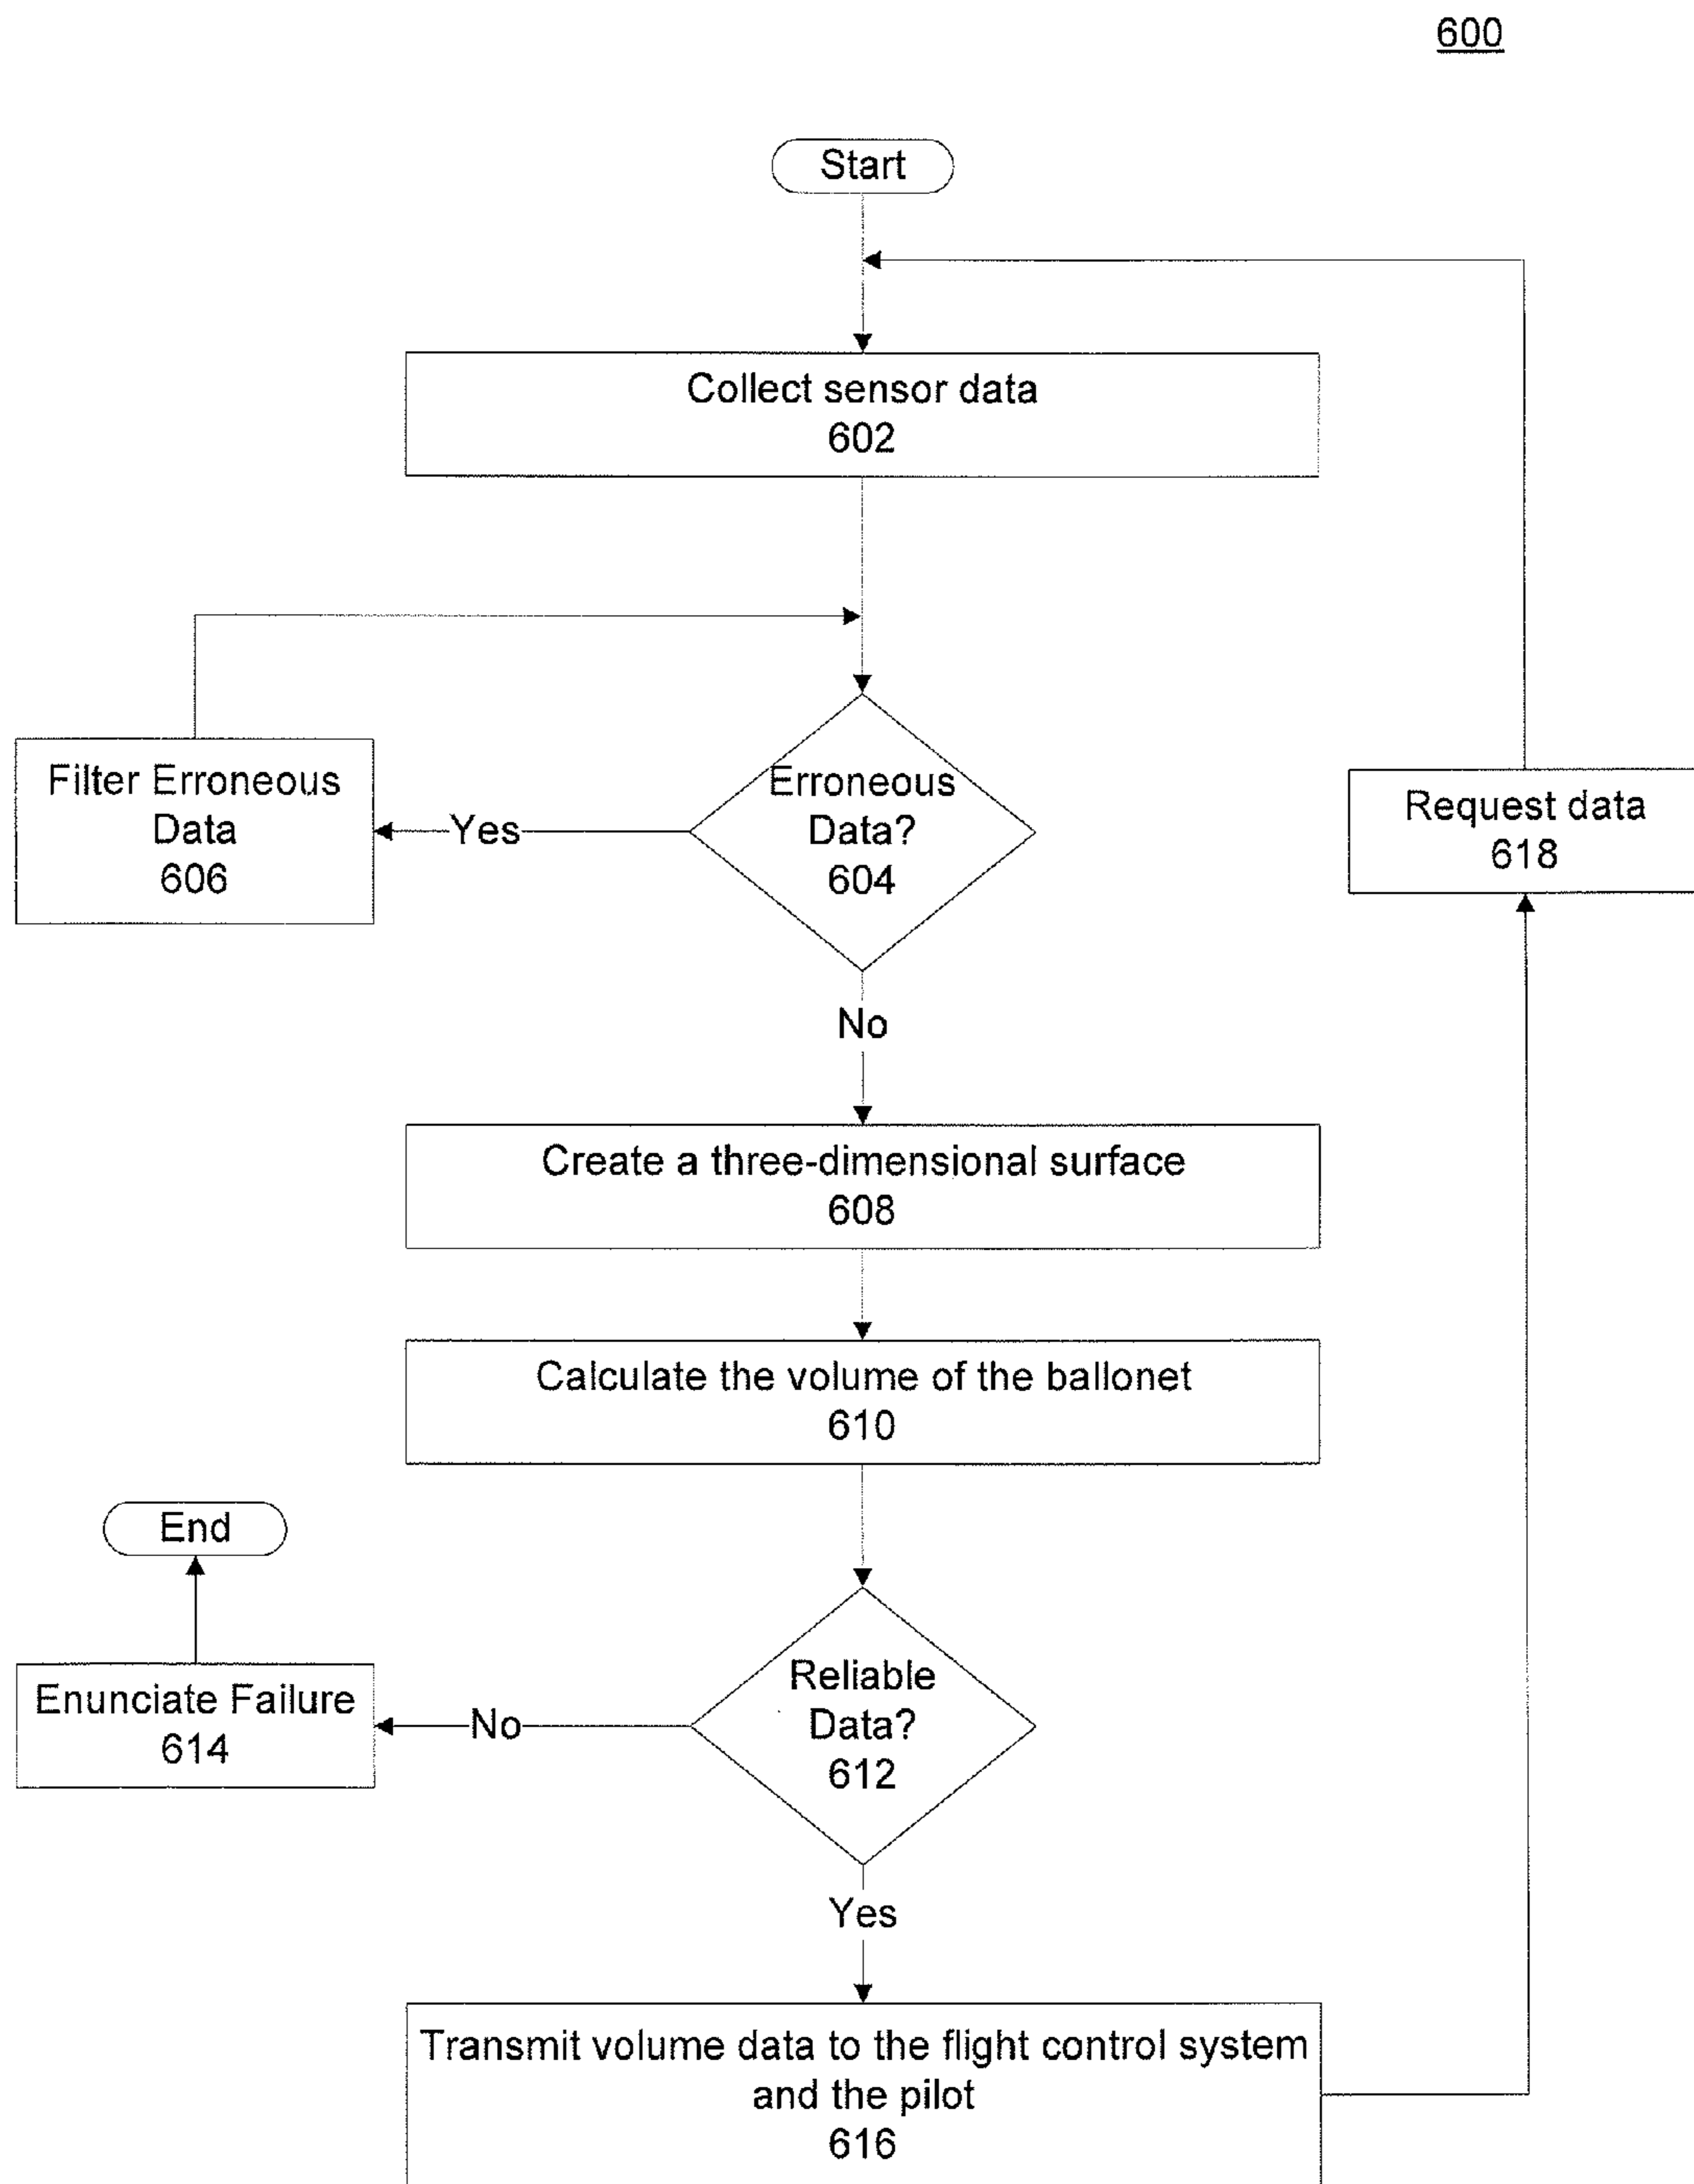 600
Start
Collect sensor data
602
Erroneous
Data?
604
Yes
Filter Erroneous
Data
606
Request data
618
No
Create a three-dimensional surface
608
Calculate the volume of the ballonet
610
End
Reliable
Data?
612
No
Enunciate Failure
614
Yes
Transmit volume data to the flight control system
and the pilot
616